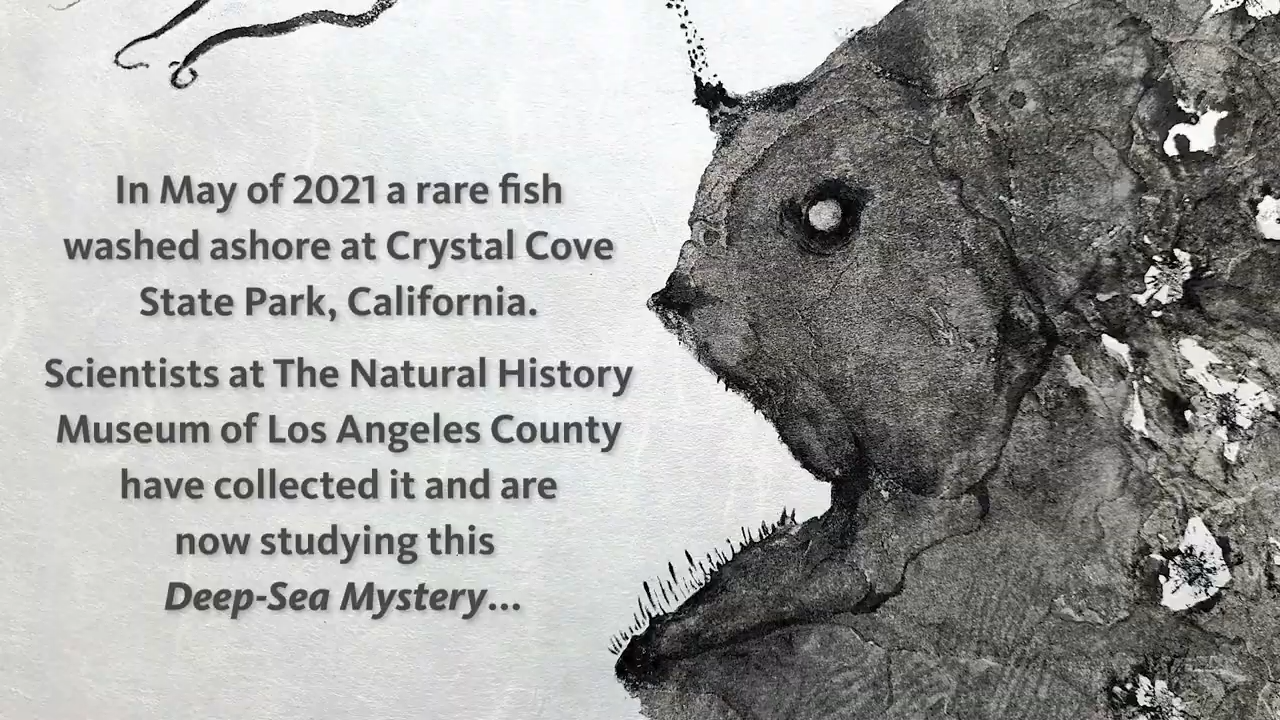 In May of 2021 a rare fish
washed ashore at Crystal Cove
State Park, California.
Scientists at The Natural History
Museum of Los Angeles County
have collected it and are
now studying this
Deep-Sea Mystery...